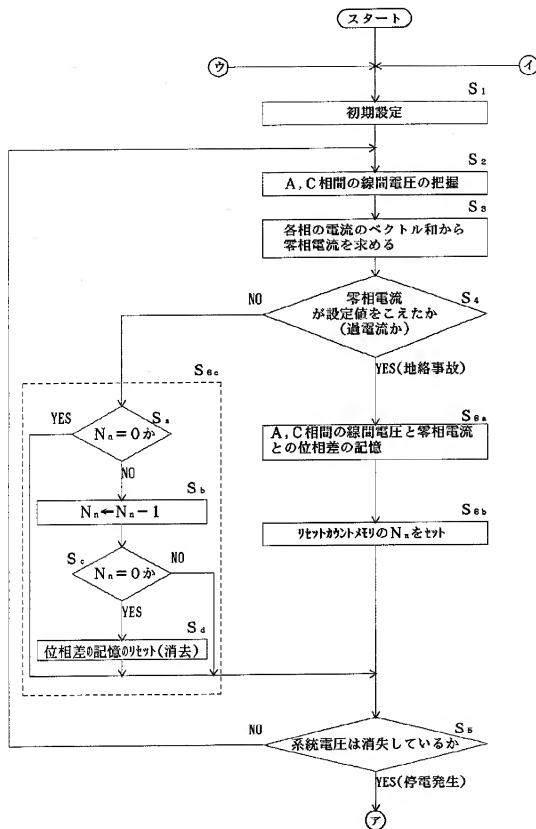 スタート
ウ
イ
S₁
初期設定
S₂
A,C相間の線間電圧の把握
S₃
各相の電流のベクトル和から
零相電流を求める
S₄
零相電流
が設定値をこえたか
(過電流か)
NO
YES(地絡事故)
S₆c
S₆a
YES
Sₐ
Nₙ=0か
A,C相間の線間電圧と零相電流
との位相差の記憶
NO
S_b
Nₙ←Nₙ−1
S₆b
リセットカウントメモリのNₙをセット
S_c
Nₙ=0か
NO
YES
S_d
位相差の記憶のリセット(消去)
NO
S₅
系統電圧は消失しているか
YES(停電発生)
ア